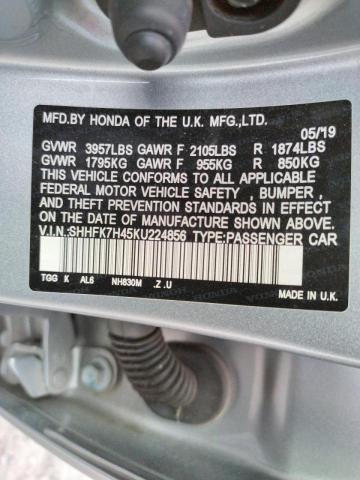 MFD.BY HONDA OF THE U.K. MFG.,LTD.
05/19
GVWR 3957LBS GAWR F 2105LBS R 1874LBS
GVWR 1795KG GAWR F 955KG R 850KG
THIS VEHICLE CONFORMS TO ALL APPLICABLE
FEDERAL MOTOR VEHICLE SAFETY , BUMPER ,
AND THEFT PREVENTION STANDARDS IN EFFECT
ON THE DATE OF MANUFACTURE SHOWN ABOVE.
V.I.N.:SHHFK7H45KU224856 TYPE:PASSENGER CAR
TGG K AL6 NH830M .Z .U
MADE IN U.K.